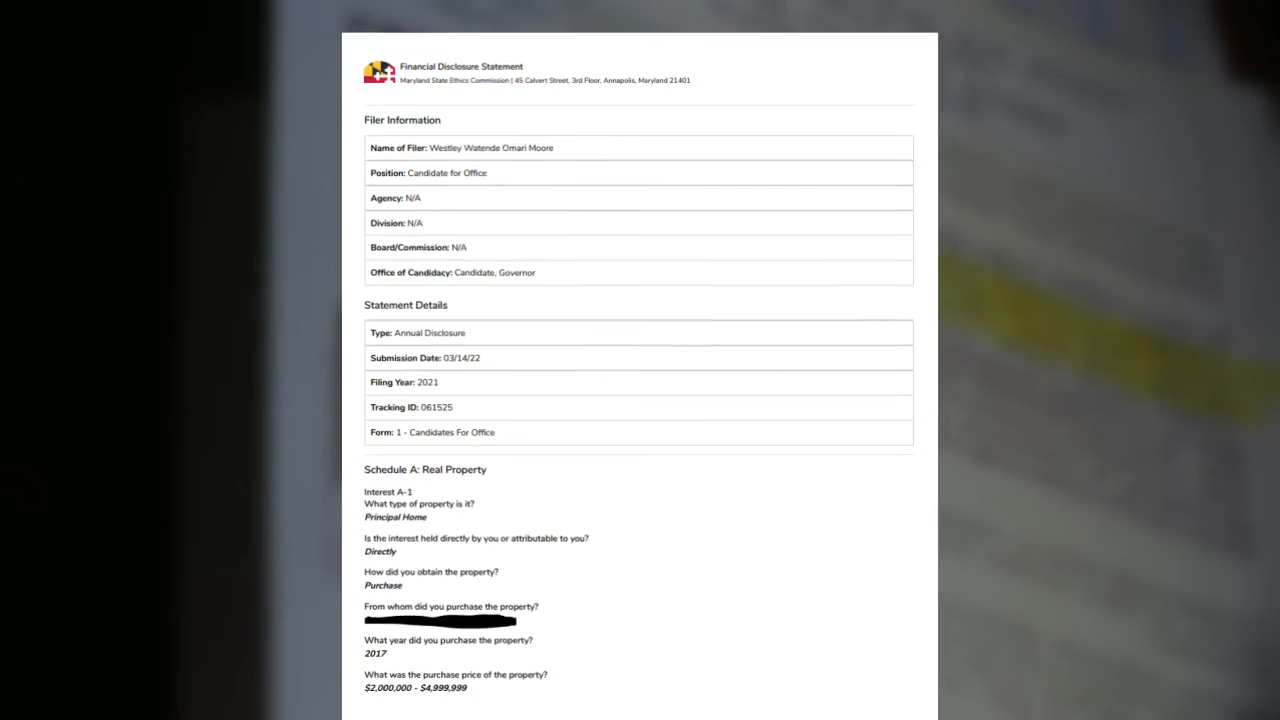 Financial Disclosure Statement
Maryland State Ethics Commission | 45 Calvert Street, 3rd Floor, Annapolis, Maryland 21401
Filer Information
Name of Filer: Westley Watende Omari Moore
Position: Candidate for Office
Agency: N/A
Division: N/A
Board/Commission: N/A
Office of Candidacy: Candidate, Governor
Statement Details
Type: Annual Disclosure
Submission Date: 03/14/22
Filing Year: 2021
Tracking ID: 061525
Form: 1 - Candidates For Office
Schedule A: Real Property
Interest A-1
What type of property is it?
Principal Home
Is the interest held directly by you or attributable to you?
Directly
How did you obtain the property?
Purchase
From whom did you purchase the property?
What year did you purchase the property?
2017
What was the purchase price of the property?
$2,000,000 - $4,999,999